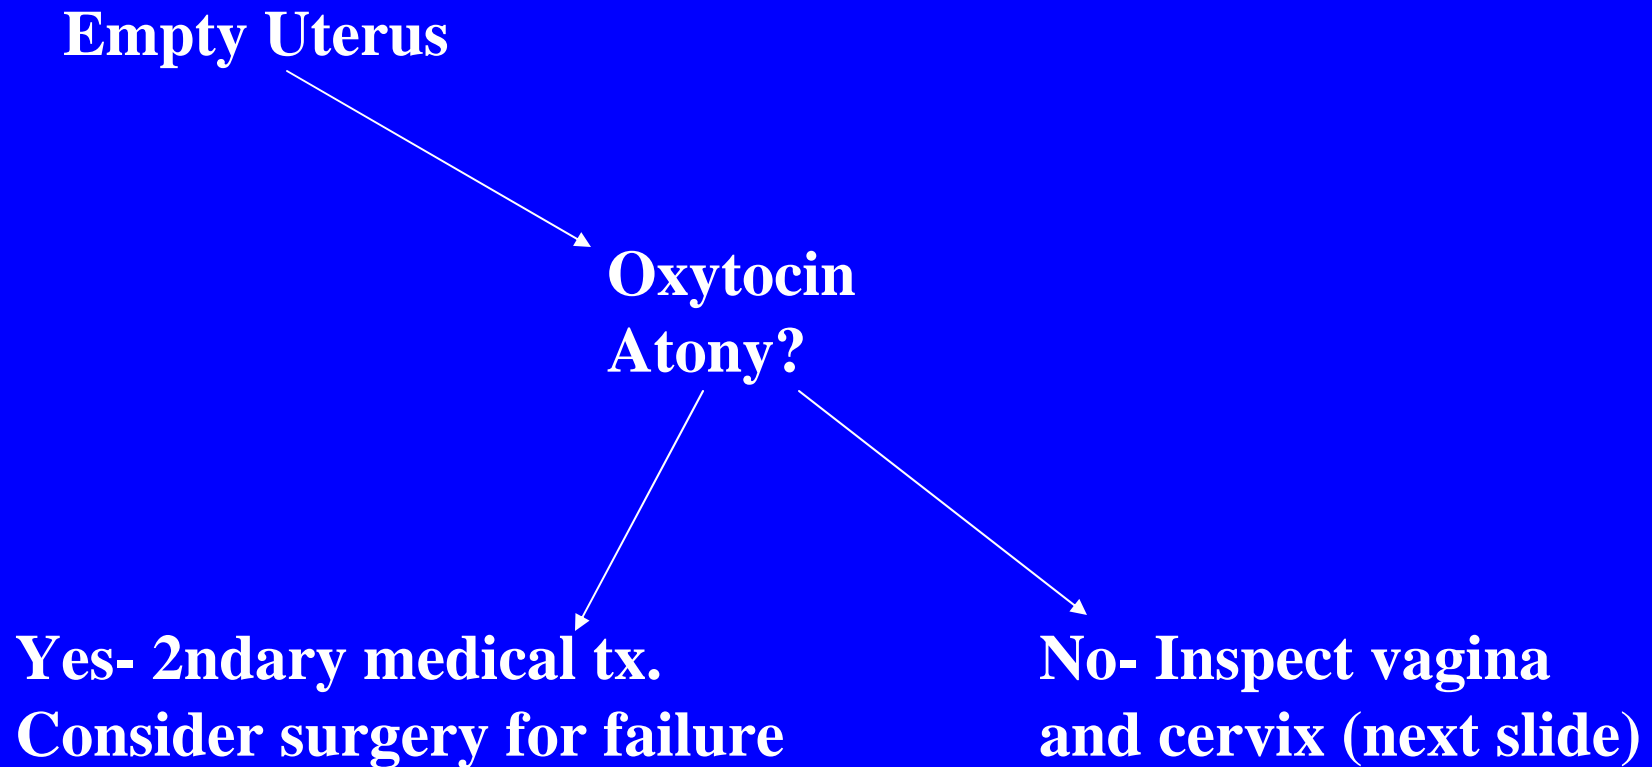 Empty Uterus
Oxytocin
Atony?
Yes- 2ndary medical tx.
Consider surgery for failure
No- Inspect vagina
and cervix (next slide)